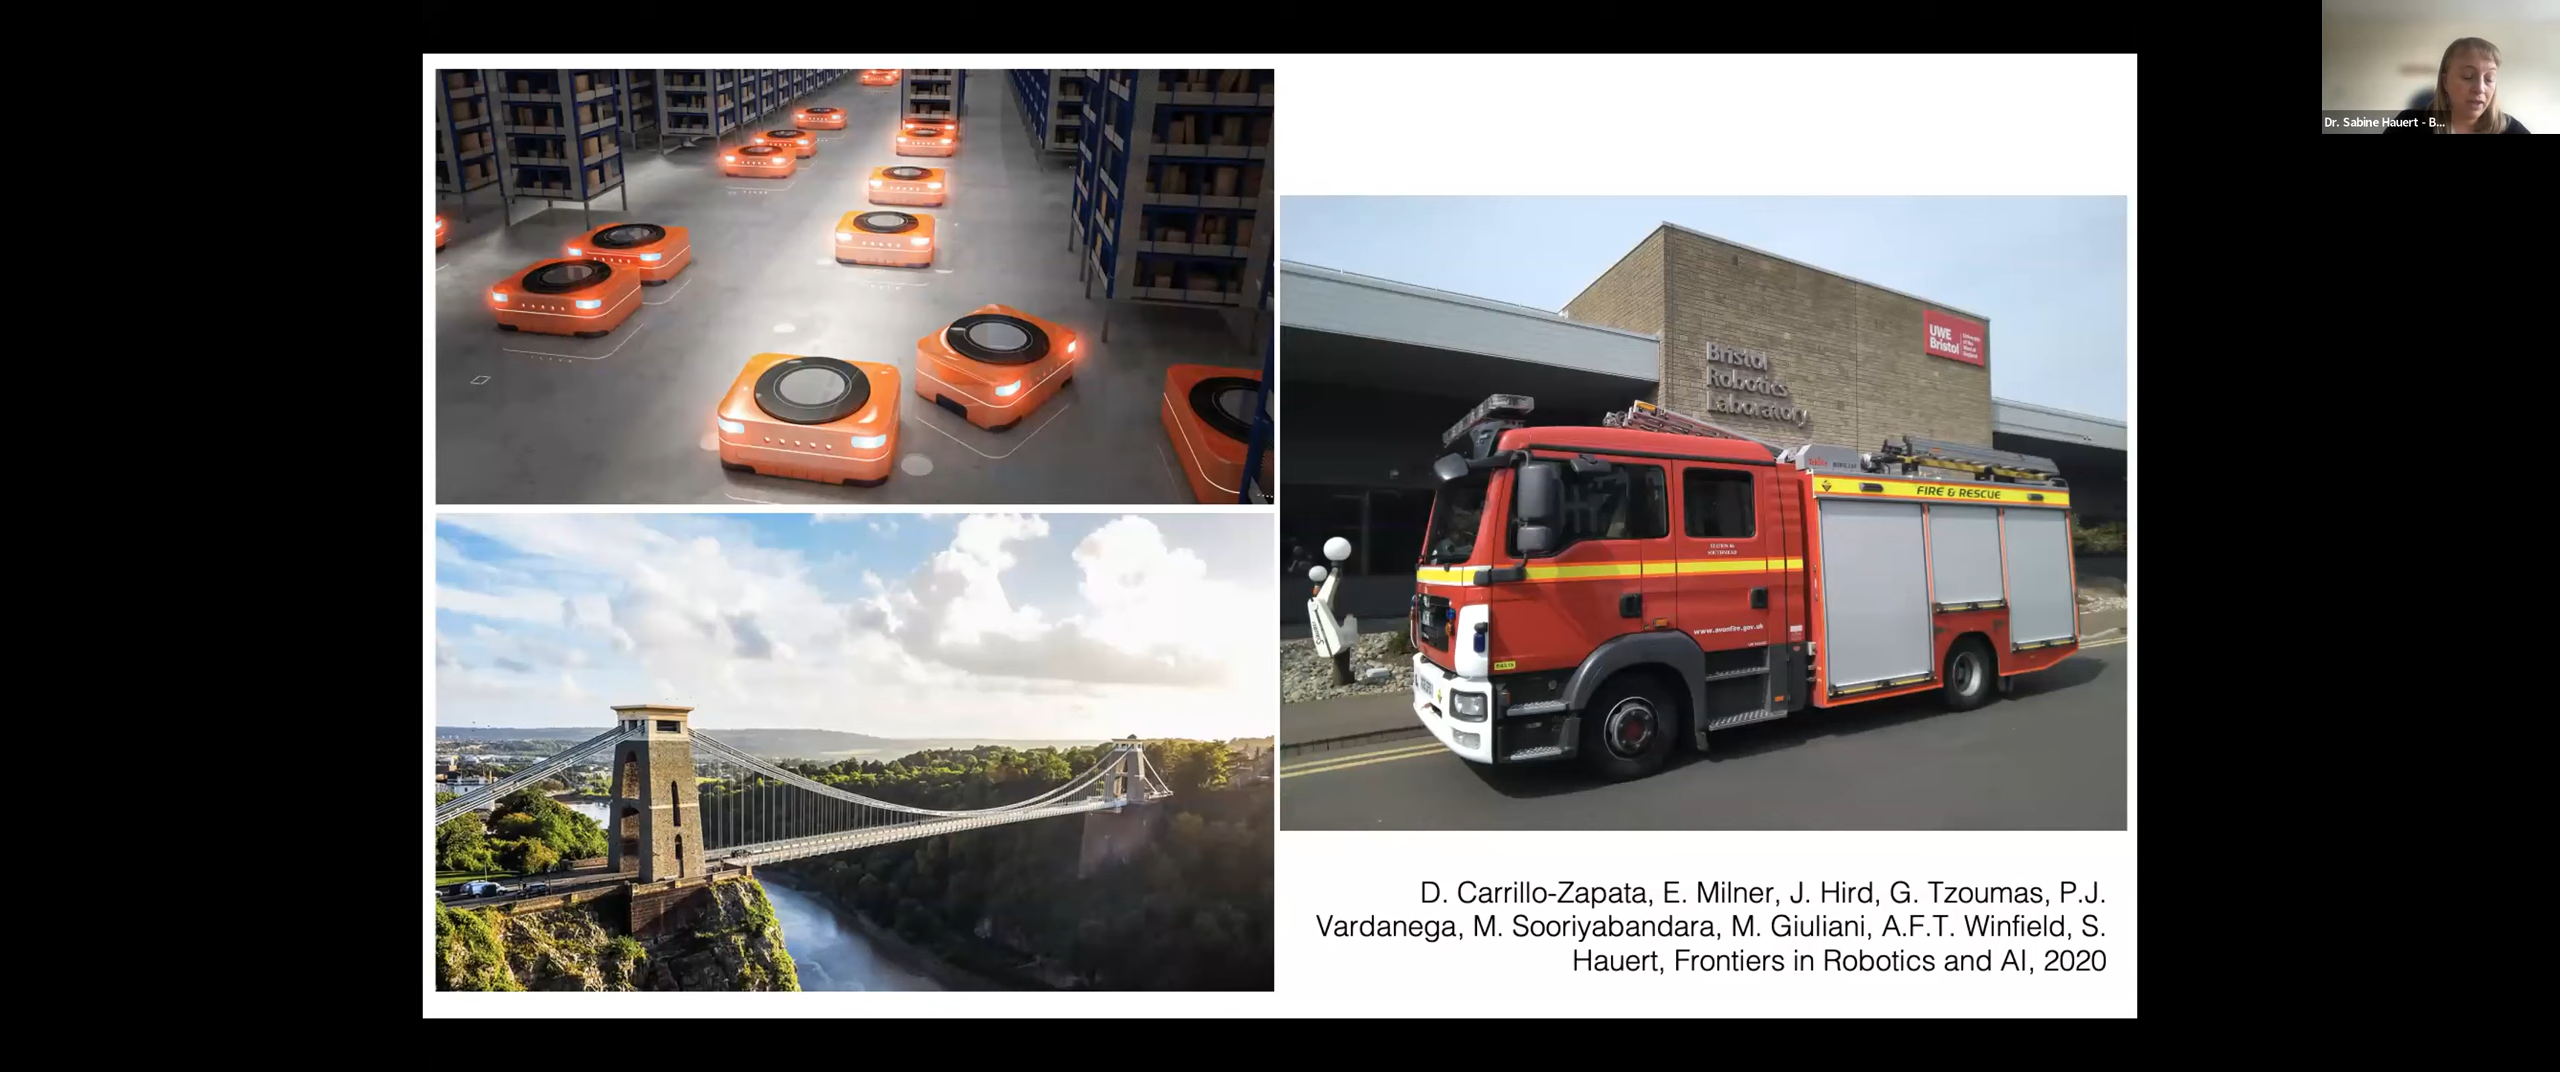 Dr. Sabine Hauert - B...
Bristol
Robotics
Laboratory
UWE
Bristol
FIRE & RESCUE
www.avonfire.gov.uk
D. Carrillo-Zapata, E. Milner, J. Hird, G. Tzoumas, P.J.
Vardanega, M. Sooriyabandara, M. Giuliani, A.F.T. Winfield, S.
Hauert, Frontiers in Robotics and AI, 2020